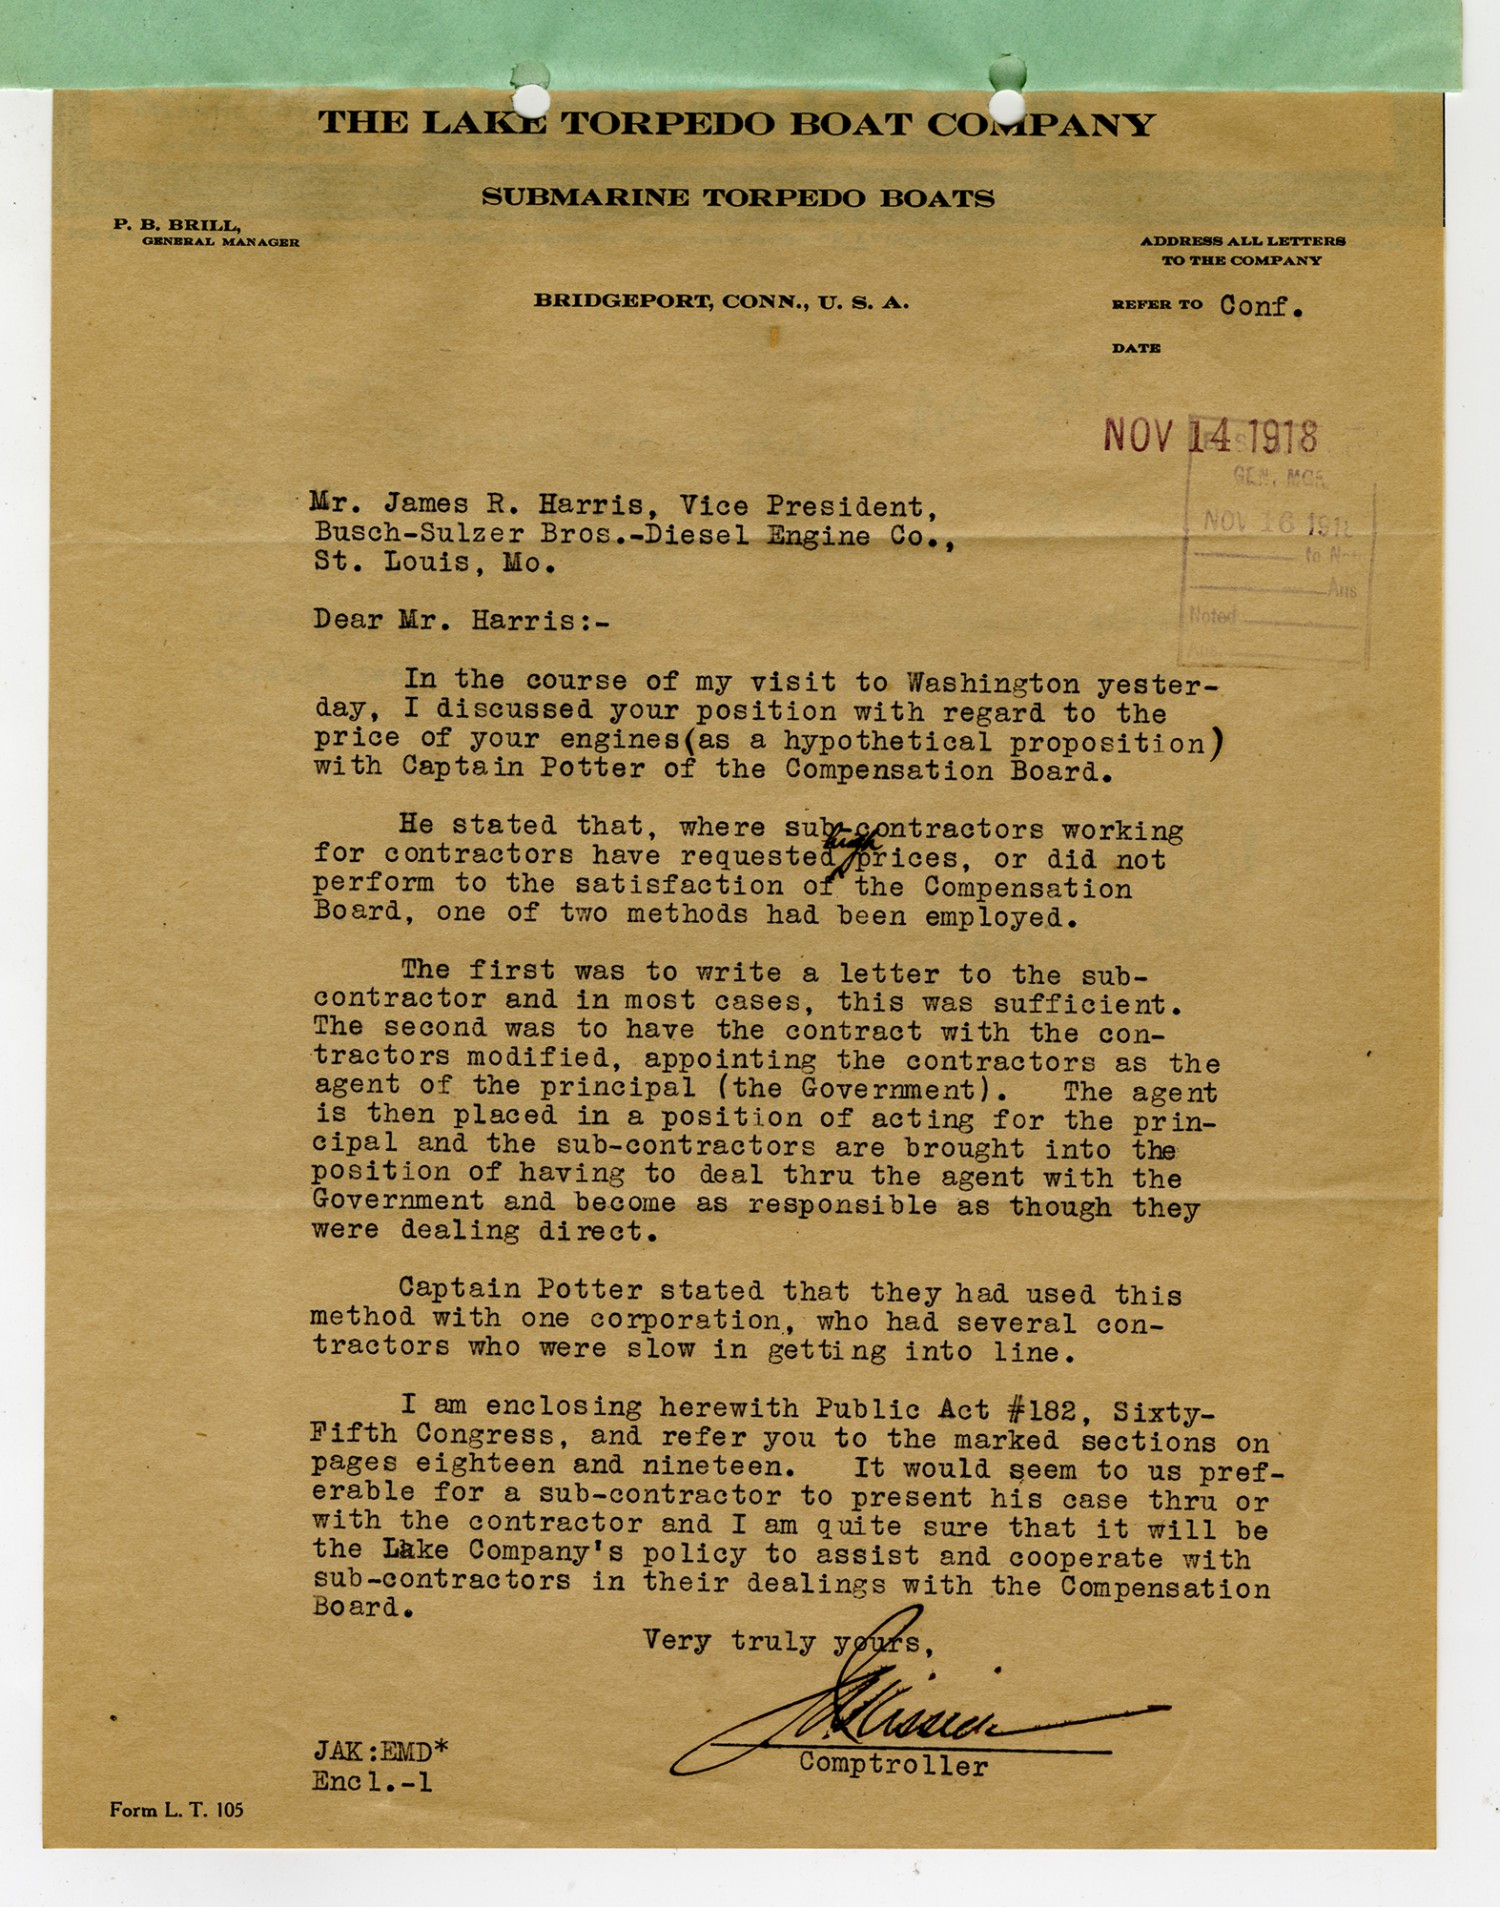 THE LAKE TORPEDO BOAT COMPANY
SUBMARINE TORPEDO BOATS
P. B. BRILL,
GENERAL MANAGER
ADDRESS ALL LETTERS
TO THE COMPANY
BRIDGEPORT, CONN., U. S. A.
REFER TO Conf.
DATE
NOV 14 1918
GEN. MGR.
NOV 16 191
to N
Ans
Noted
Ans.
Mr. James R. Harris, Vice President,
Busch-Sulzer Bros.-Diesel Engine Co.,
St. Louis, Mo.
Dear Mr. Harris:-
In the course of my visit to Washington yester-
day, I discussed your position with regard to the
price of your engines(as a hypothetical proposition)
with Captain Potter of the Compensation Board.
He stated that, where sub-contractors working
for contractors have requested high prices, or did not
perform to the satisfaction of the Compensation
Board, one of two methods had been employed.
The first was to write a letter to the sub-
contractor and in most cases, this was sufficient.
The second was to have the contract with the con-
tractors modified, appointing the contractors as the
agent of the principal (the Government). The agent
is then placed in a position of acting for the prin-
cipal and the sub-contractors are brought into the
position of having to deal thru the agent with the
Government and become as responsible as though they
were dealing direct.
Captain Potter stated that they had used this
method with one corporation, who had several con-
tractors who were slow in getting into line.
I am enclosing herewith Public Act #182, Sixty-
Fifth Congress, and refer you to the marked sections on
pages eighteen and nineteen. It would seem to us pref-
erable for a sub-contractor to present his case thru or
with the contractor and I am quite sure that it will be
the Lake Company's policy to assist and cooperate with
sub-contractors in their dealings with the Compensation
Board.
Very truly yours,
Comptroller
JAK:EMD*
Encl.-1
Form L. T. 105